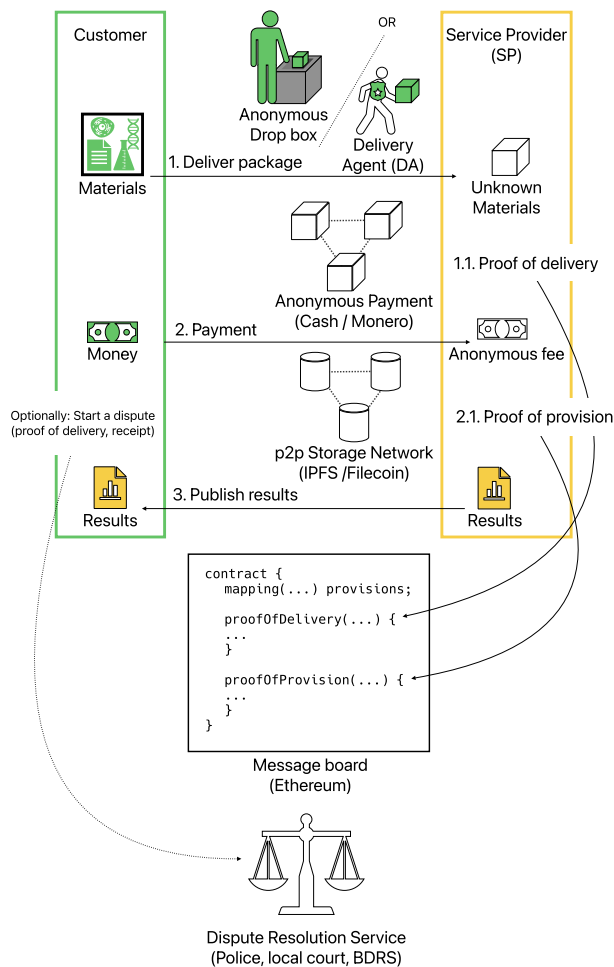 Customer
OR
Service Provider
(SP)
Anonymous
Drop box
Delivery
Agent (DA)
1. Deliver package
Materials
Unknown
Materials
1.1. Proof of delivery
Anonymous Payment
(Cash / Monero)
2. Payment
Money
Anonymous fee
Optionally: Start a dispute
(proof of delivery, receipt)
2.1. Proof of provision
p2p Storage Network
(IPFS /Filecoin)
3. Publish results
Results
Results
contract {
mapping(...) provisions;
proofOfDelivery(...) {
...
}
proofOfProvision(...) {
...
}
}
Message board
(Ethereum)
Dispute Resolution Service
(Police, local court, BDRS)